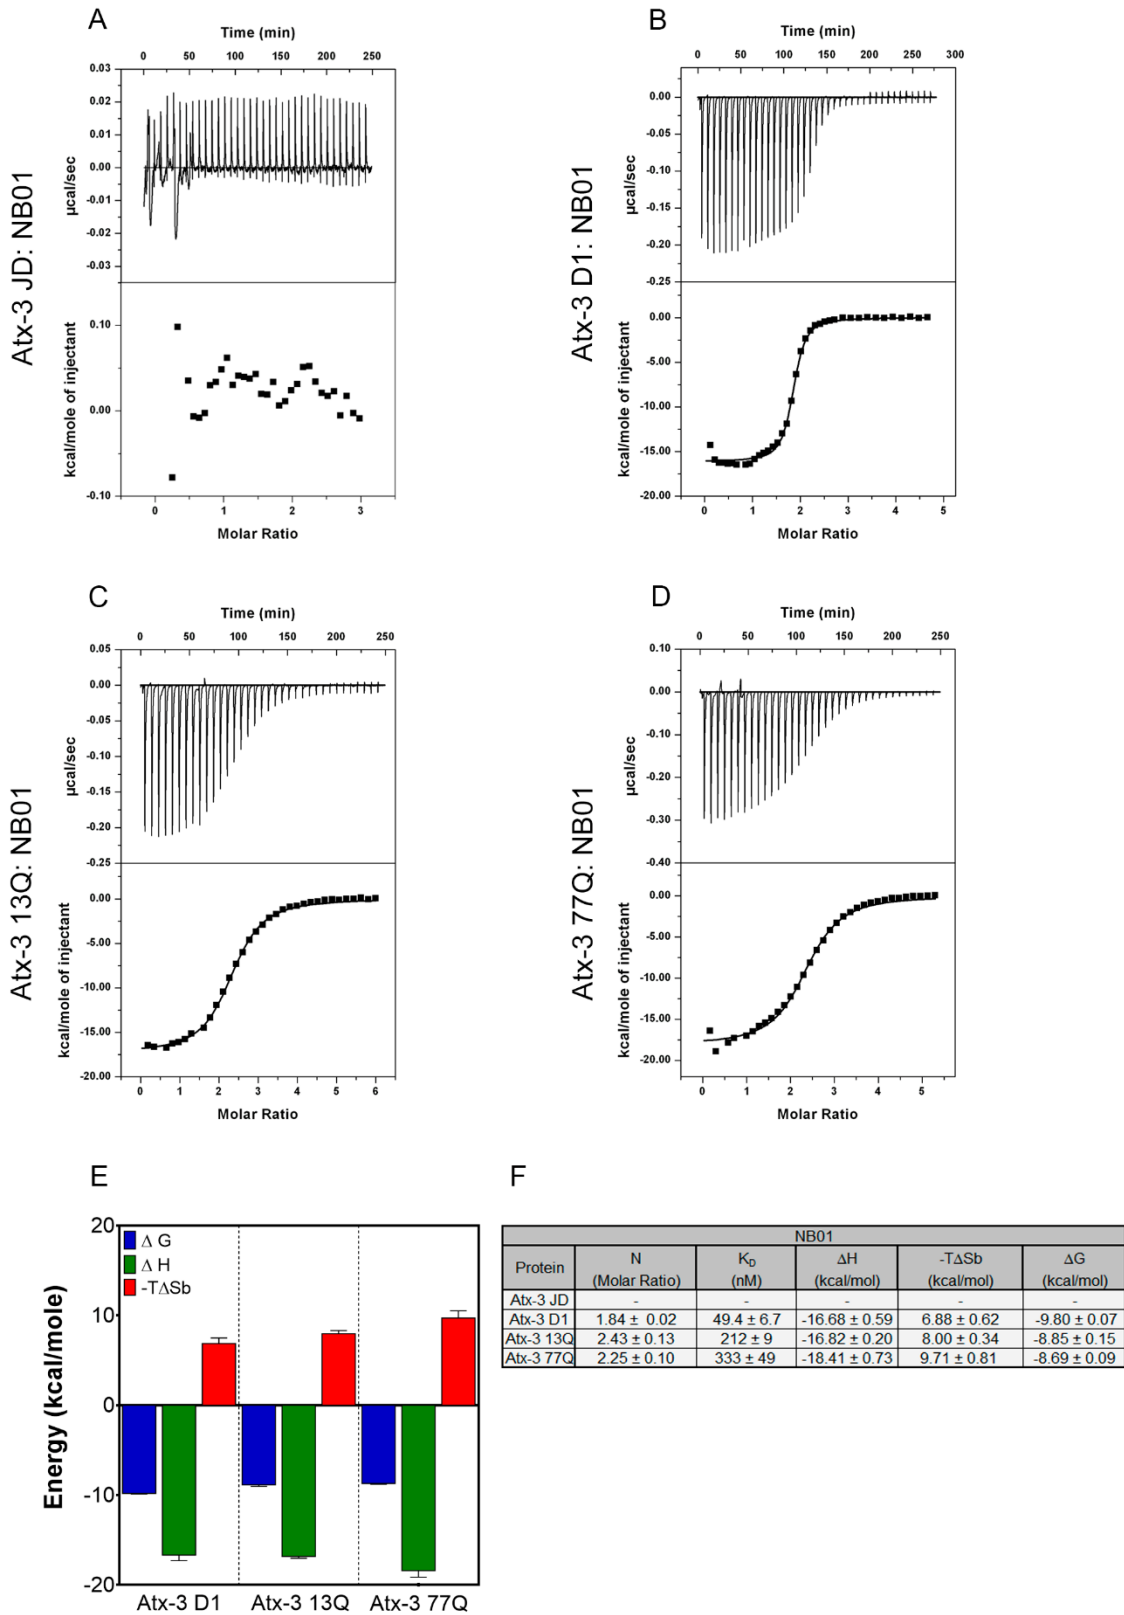 A
Time (min)
0 50 100 150 200 250
0.03
0.02
0.01
0.00
-0.01
-0.02
-0.03
µcal/sec
Atx-3 JD: NB01
0.10
0.00
-0.10
kcal/mole of injectant
0 1 2 3
Molar Ratio
B
Time (min)
0 50 100 150 200 250 300
0.00
-0.05
-0.10
-0.15
-0.20
-0.25
µcal/sec
Atx-3 D1: NB01
0.00
-5.00
-10.00
-15.00
-20.00
kcal/mole of injectant
0 1 2 3 4 5
Molar Ratio
C
Time (min)
0 50 100 150 200 250
0.05
0.00
-0.05
-0.10
-0.15
-0.20
-0.25
µcal/sec
Atx-3 13Q: NB01
0.00
-5.00
-10.00
-15.00
-20.00
kcal/mole of injectant
0 1 2 3 4 5 6
Molar Ratio
D
Time (min)
0 50 100 150 200 250
0.10
0.00
-0.10
-0.20
-0.30
-0.40
µcal/sec
Atx-3 77Q: NB01
0.00
-5.00
-10.00
-15.00
-20.00
kcal/mole of injectant
0 1 2 3 4 5
Molar Ratio
E
20
10
0
-10
-20
Energy (kcal/mole)
Δ G
Δ H
-TΔSb
Atx-3 D1 Atx-3 13Q Atx-3 77Q
F
NB01
Protein N (Molar Ratio) K_D (nM) ΔH (kcal/mol) -TΔSb (kcal/mol) ΔG (kcal/mol)
Atx-3 JD - - - - -
Atx-3 D1 1.84 ± 0.02 49.4 ± 6.7 -16.68 ± 0.59 6.88 ± 0.62 -9.80 ± 0.07
Atx-3 13Q 2.43 ± 0.13 212 ± 9 -16.82 ± 0.20 8.00 ± 0.34 -8.85 ± 0.15
Atx-3 77Q 2.25 ± 0.10 333 ± 49 -18.41 ± 0.73 9.71 ± 0.81 -8.69 ± 0.09